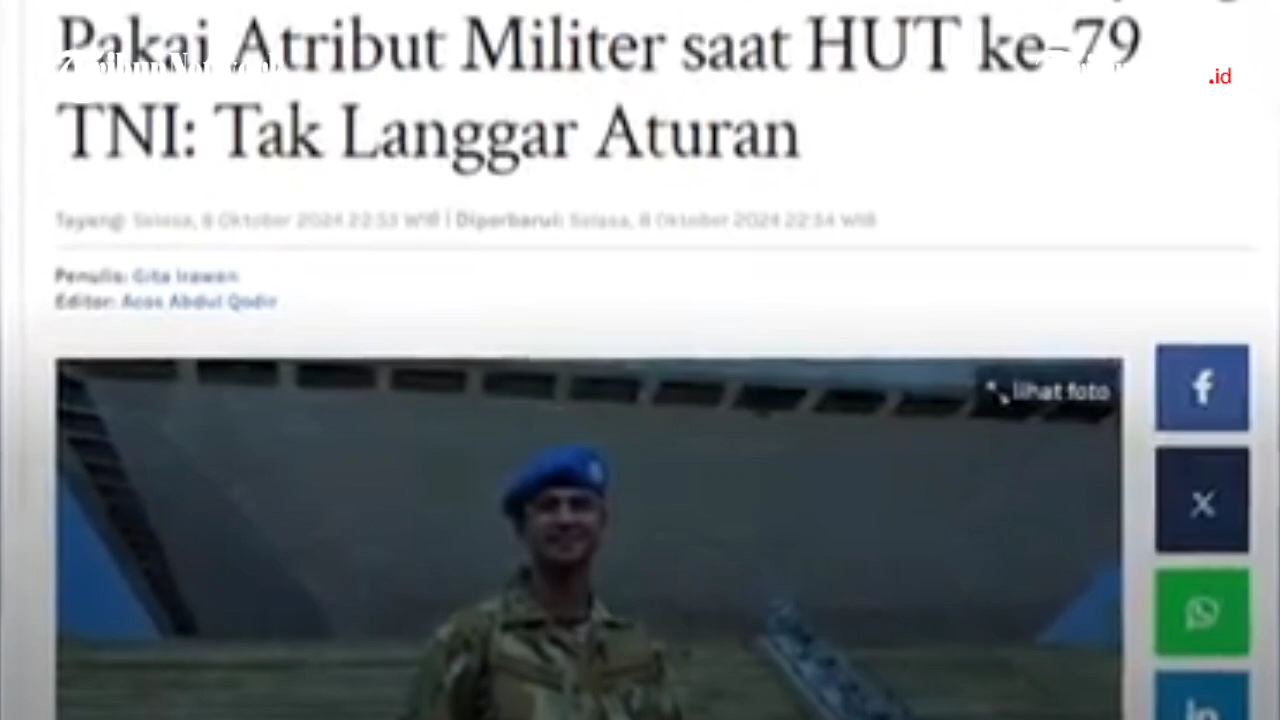 Pakai Atribut Militer saat HUT ke-79
TNI: Tak Langgar Aturan
Tayang: Selasa, 8 Oktober 2024 22:53 WIB | Diperbarui: Selasa, 8 Oktober 2024 22:54 WIB
Penulis: Gita Irawan
Editor: Acos Abdul Qodir
lihat foto
.id
f
X
in